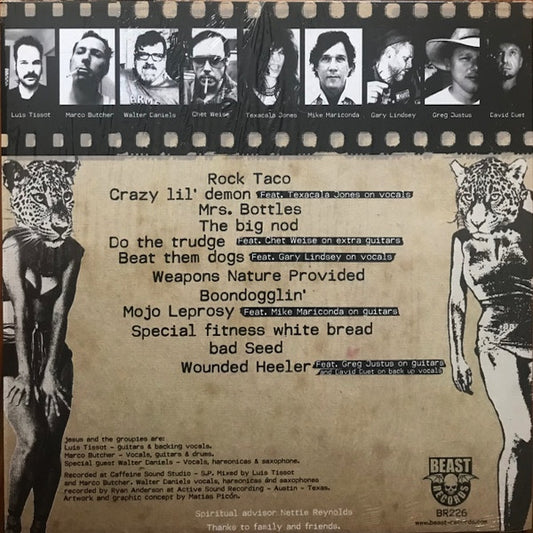 Luis Tissot
Marco Butcher
Walter Daniels
Chet Weise
Texacala Jones
Mike Mariconda
Gary Lindsey
Greg Justus
David Duet
Rock Taco
Crazy lil' demon Feat. Texacala Jones on vocals
Mrs. Bottles
The big nod
Do the trudge Feat. Chet Weise on extra guitars
Beat them dogs Feat. Gary Lindsey on vocals
Weapons Nature Provided
Boondogglin'
Mojo Leprosy Feat. Mike Mariconda on guitars
Special fitness white bread
bad Seed
Wounded Heeler Feat. Greg Justus on guitars
and David Duet on back up vocals
jesus and the groupies are:
Luis Tissot - guitars & backing vocals.
Marco Butcher - Vocals, guitars & drums.
Special guest Walter Daniels - Vocals, harmonicas & saxophone.
Recorded at Caffeine Sound Studio - S.P. Mixed by Luis Tissot
and Marco Butcher. Walter Daniels vocals, harmonicas and saxophones
recorded by Ryan Anderson at Active Sound Recording - Austin - Texas.
Artwork and graphic concept by Matias Picón.
Spiritual advisor Nettie Reynolds
Thanks to family and friends.
BEAST
RECORDS
BR226
www.beast-records.com